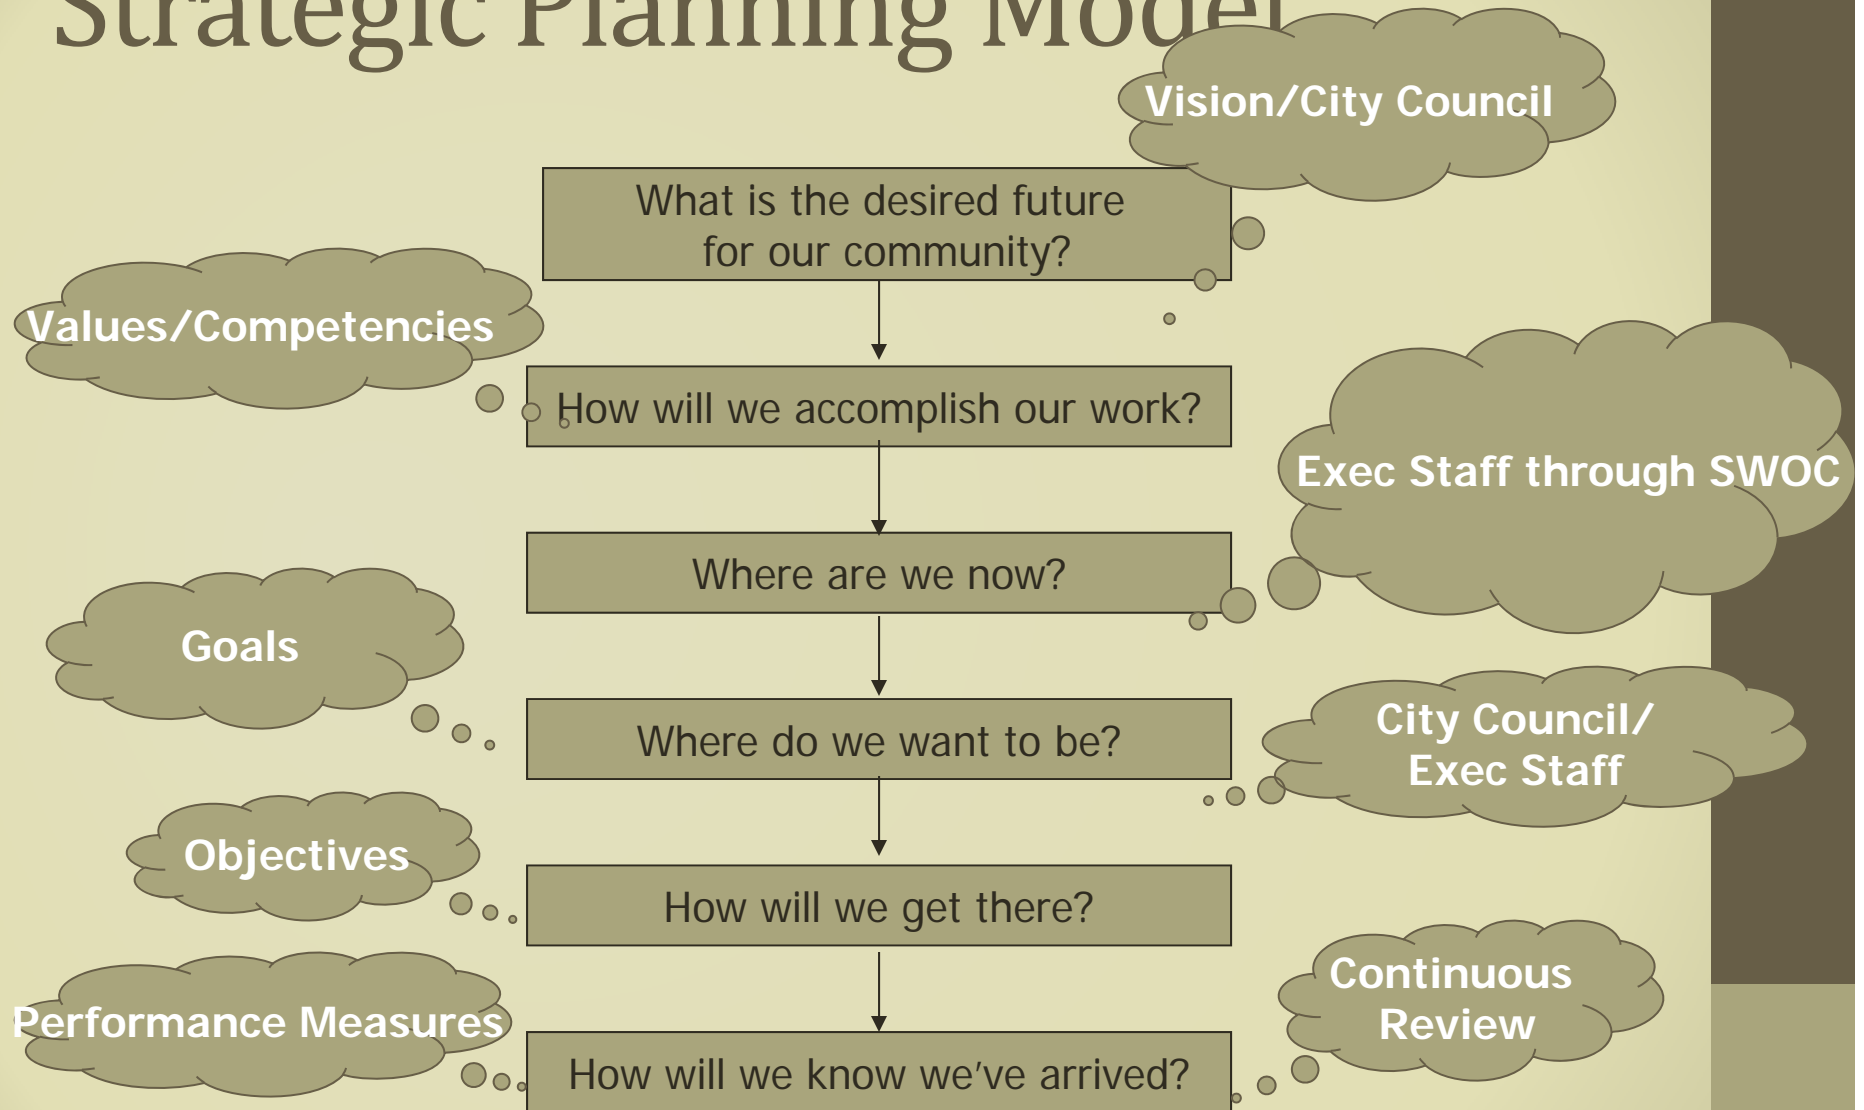 Strategic Planning Model
Vision/City Council
What is the desired future
for our community?
Values/Competencies
How will we accomplish our work?
Exec Staff through SWOC
Where are we now?
Goals
Where do we want to be?
City Council/
Exec Staff
Objectives
How will we get there?
Continuous
Review
Performance Measures
How will we know we've arrived?